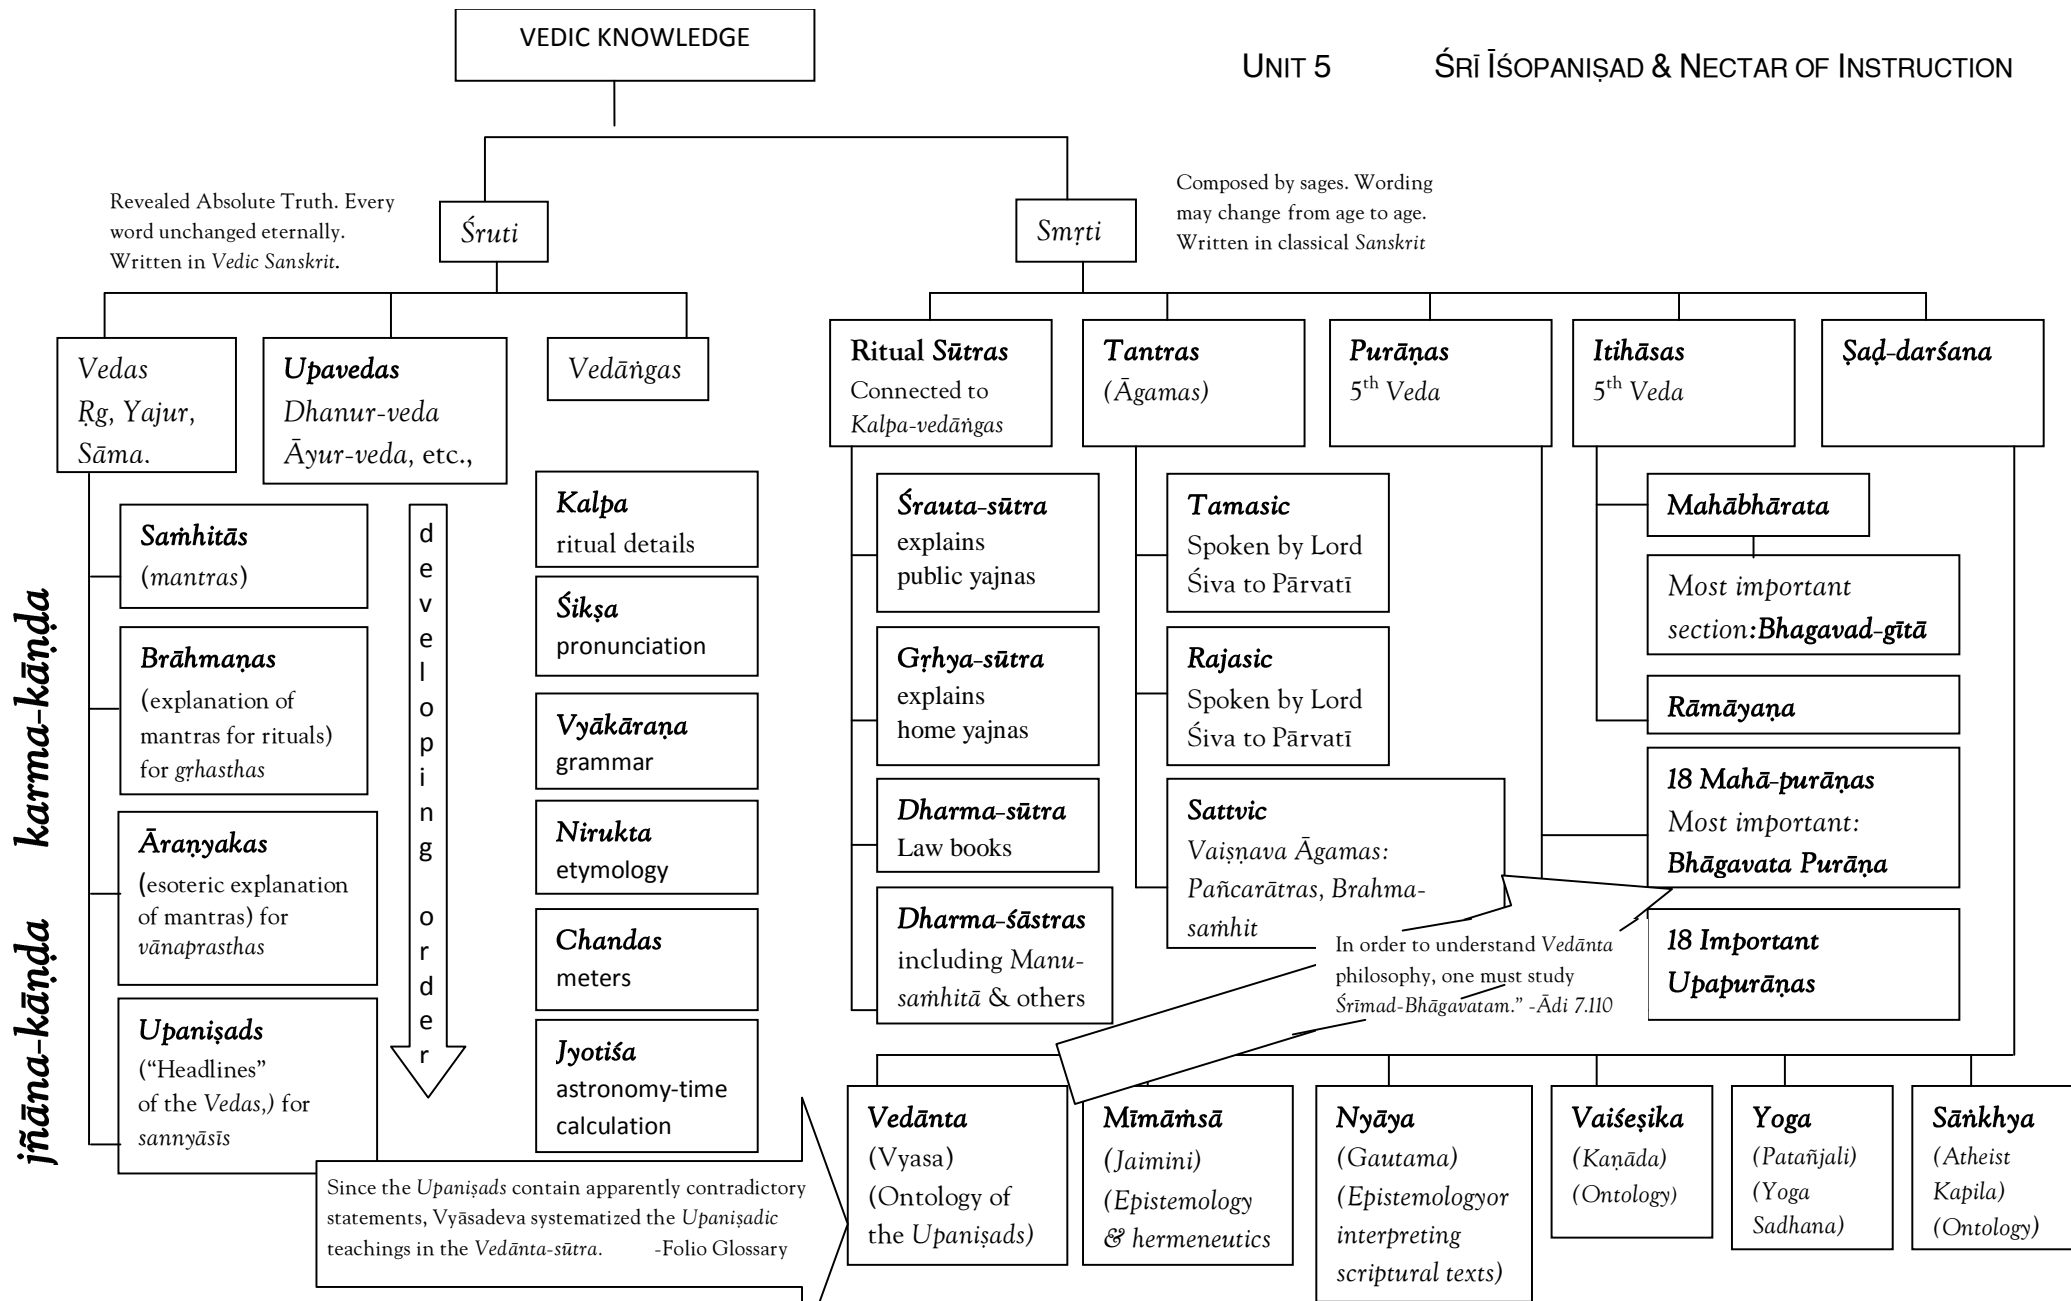 VEDIC KNOWLEDGE
UNIT 5 ŚRĪ ĪŚOPANIṢAD & NECTAR OF INSTRUCTION
Revealed Absolute Truth. Every
word unchanged eternally.
Written in Vedic Sanskrit.
Śruti
Smṛti
Composed by sages. Wording
may change from age to age.
Written in classical Sanskrit
Vedas
Ṛg, Yajur,
Sāma.
Upavedas
Dhanur-veda
Āyur-veda, etc.,
Vedāṅgas
Ritual Sūtras
Connected to
Kalpa-vedāṅgas
Tantras
(Āgamas)
Purāṇas
5th Veda
Itihāsas
5th Veda
Ṣaḍ-darśana
karma-kāṇḍa
jñāna-kāṇḍa
Saṁhitās
(mantras)
Brāhmaṇas
(explanation of
mantras for rituals)
for gṛhasthas
Āraṇyakas
(esoteric explanation
of mantras) for
vānaprasthas
Upaniṣads
("Headlines"
of the Vedas,) for
sannyāsīs
developing order
Kalpa
ritual details
Śikṣa
pronunciation
Vyākāraṇa
grammar
Nirukta
etymology
Chandas
meters
Jyotiśa
astronomy-time
calculation
Śrauta-sūtra
explains
public yajnas
Gṛhya-sūtra
explains
home yajnas
Dharma-sūtra
Law books
Dharma-śāstras
including Manu-
saṁhitā & others
Tamasic
Spoken by Lord
Śiva to Pārvatī
Rajasic
Spoken by Lord
Śiva to Pārvatī
Sattvic
Vaiṣṇava Āgamas:
Pañcarātras, Brahma-
saṁhit
Mahābhārata
Most important
section:Bhagavad-gītā
Rāmāyaṇa
18 Mahā-purāṇas
Most important:
Bhāgavata Purāṇa
18 Important
Upapurāṇas
In order to understand Vedānta
philosophy, one must study
Śrīmad-Bhāgavatam." -Ādi 7.110
Since the Upaniṣads contain apparently contradictory
statements, Vyāsadeva systematized the Upaniṣadic
teachings in the Vedānta-sūtra. -Folio Glossary
Vedānta
(Vyasa)
(Ontology of
the Upaniṣads)
Mīmāṁsā
(Jaimini)
(Epistemology
& hermeneutics
Nyāya
(Gautama)
(Epistemologyor
interpreting
scriptural texts)
Vaiśeṣika
(Kaṇāda)
(Ontology)
Yoga
(Patañjali)
(Yoga
Sadhana)
Sāṅkhya
(Atheist
Kapila)
(Ontology)